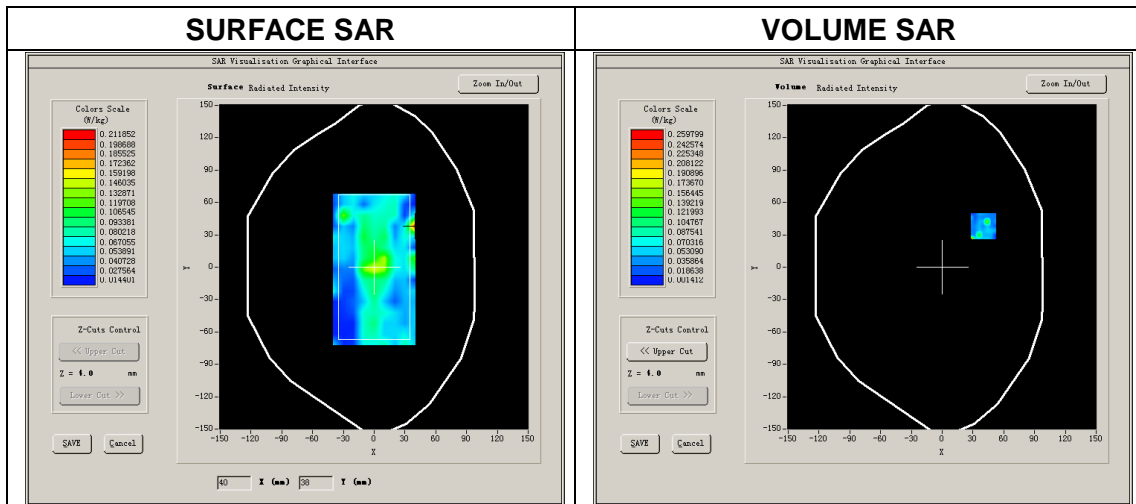 SURFACE SAR
VOLUME SAR
SAR Visualisation Graphical Interface
Surface Radiated Intensity
Zoom In/Out
Colors Scale
(W/kg)
0.211852
0.198688
0.185525
0.172362
0.159198
0.146035
0.132871
0.119708
0.106545
0.093381
0.080218
0.067055
0.053891
0.040728
0.027564
0.014401
150
120
90
60
30
0
-30
-60
-90
-120
-150
Y
-150 -120 -90 -60 -30 0 30 60 90 120 150
X
Z-Cuts Control
<< Upper Cut
Z = 4.0 mm
Lower Cut >>
SAVE Cancel
40 X (mm) 38 Y (mm)
SAR Visualisation Graphical Interface
Volume Radiated Intensity
Zoom In/Out
Colors Scale
(W/kg)
0.259799
0.242574
0.225348
0.208122
0.190896
0.173670
0.156445
0.139219
0.121993
0.104767
0.087541
0.070316
0.053090
0.035864
0.018638
0.001412
150
120
90
60
30
0
-30
-60
-90
-120
-150
Y
-150 -120 -90 -60 -30 0 30 60 90 120 150
X
Z-Cuts Control
<< Upper Cut
Z = 4.0 mm
Lower Cut >>
SAVE Cancel